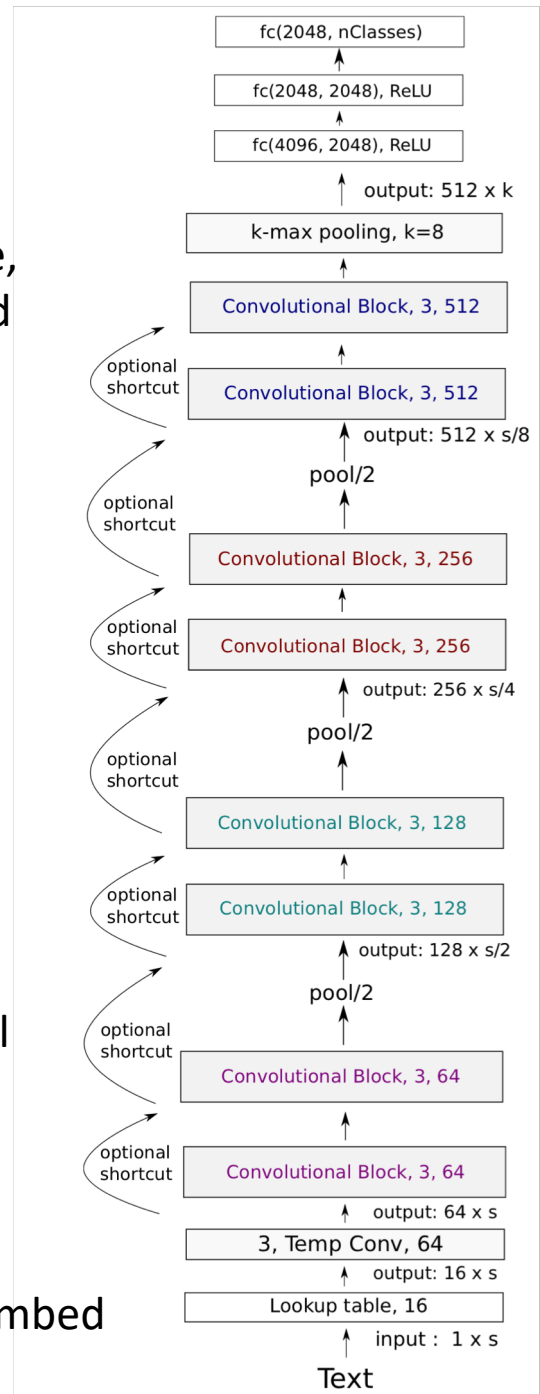 fc(2048, nClasses)
fc(2048, 2048), ReLU
fc(4096, 2048), ReLU
output: 512 x k
k-max pooling, k=8
Convolutional Block, 3, 512
optional
shortcut
Convolutional Block, 3, 512
output: 512 x s/8
pool/2
optional
shortcut
Convolutional Block, 3, 256
optional
shortcut
Convolutional Block, 3, 256
output: 256 x s/4
pool/2
optional
shortcut
Convolutional Block, 3, 128
optional
shortcut
Convolutional Block, 3, 128
output: 128 x s/2
pool/2
optional
shortcut
Convolutional Block, 3, 64
optional
shortcut
Convolutional Block, 3, 64
output: 64 x s
3, Temp Conv, 64
output: 16 x s
Lookup table, 16
mbed
input : 1 x s
Text